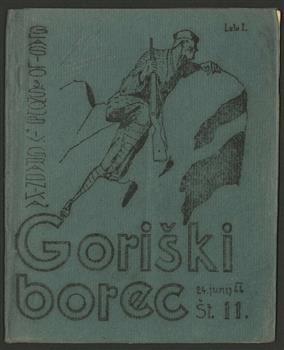 Leto I.
Goriški
borec
24. junij 44
Št. 11.